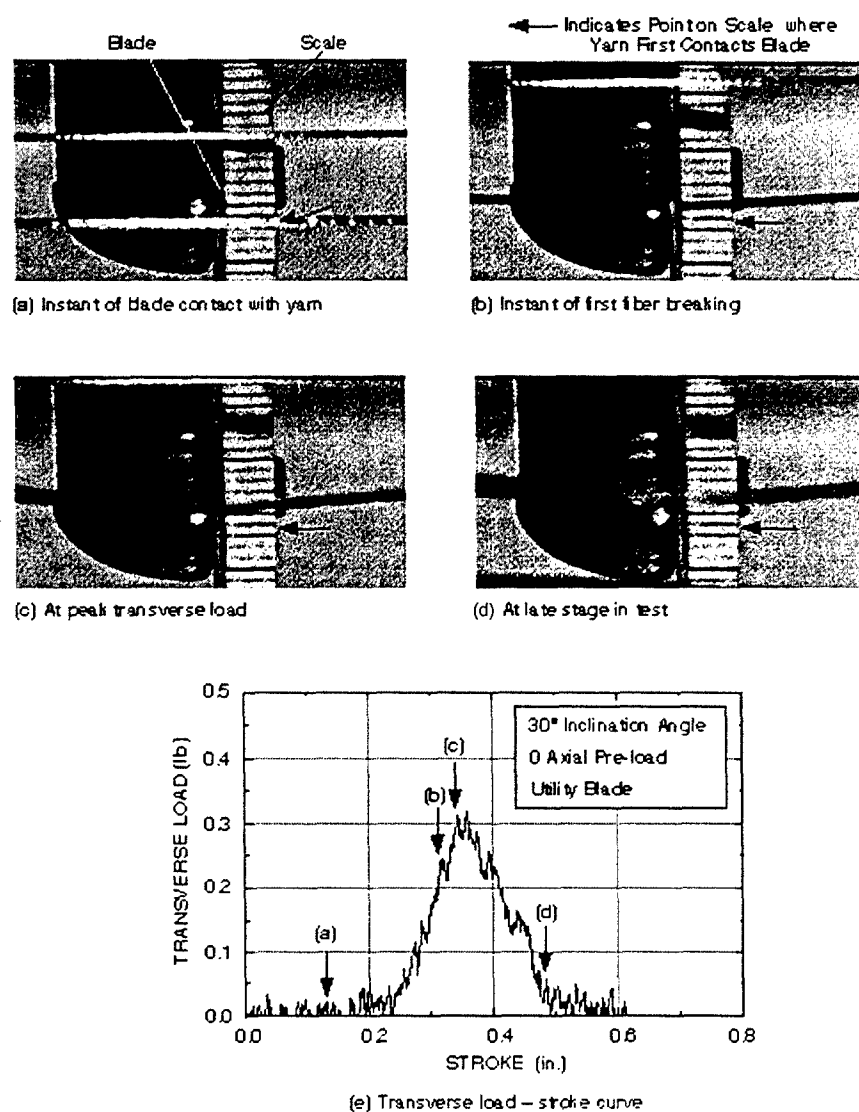 Indicates Point on Scale where
Yarn First Contacts Blade
Blade
Scale
(a) Instant of blade contact with yarn
(b) Instant of first fiber breaking
(c) At peak transverse load
(d) At late stage in test
TRANSVERSE LOAD (lb)
0.5
0.4
0.3
0.2
0.1
0.0
30° Inclination Angle
0 Axial Pre-load
Utility Blade
(a)
(b)
(c)
(d)
0.0
0.2
0.4
0.6
0.8
STROKE (in.)
(e) Transverse load – stroke curve